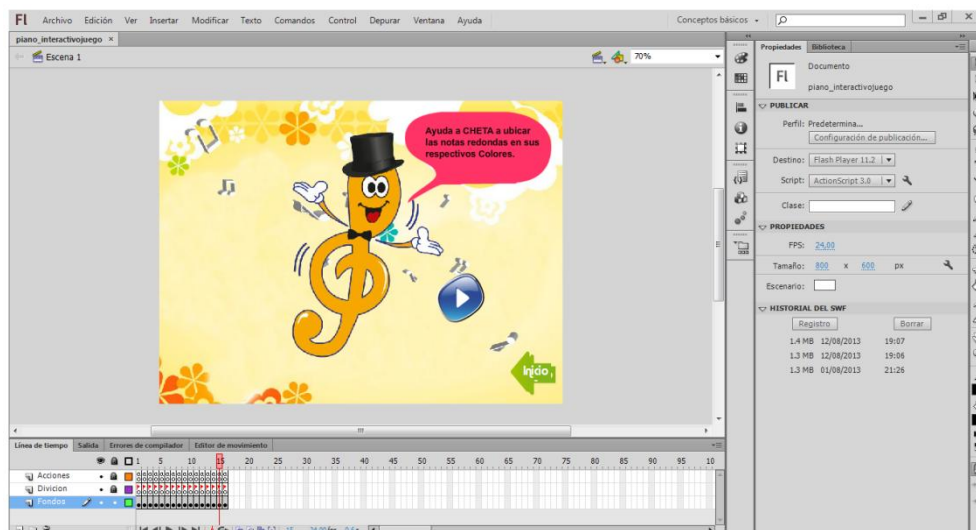 Fl Archivo Edición Ver Insertar Modificar Texto Comandos Control Depurar Ventana Ayuda Conceptos básicos
piano_interactivojuego ×
Escena 1 70%
Ayuda a CHETA a ubicar
las notas redondas en sus
respectivos Colores.
Inicio
Propiedades Biblioteca
Fl
Documento
piano_interactivojuego
PUBLICAR
Perfil: Predetermina...
Configuración de publicación...
Destino: Flash Player 11.2
Script: ActionScript 3.0
Clase:
PROPIEDADES
FPS: 24,00
Tamaño: 800 x 600 px
Escenario:
HISTORIAL DEL SWF
Registro Borrar
1.4 MB 12/08/2013 19:07
1.3 MB 12/08/2013 19:06
1.3 MB 01/08/2013 21:26
Línea de tiempo Salida Errores de compilador Editor de movimiento
1 5 10 15 20 25 30 35 40 45 50 55 60 65 70 75 80 85 90 95 10
Acciones
Division
Fondos